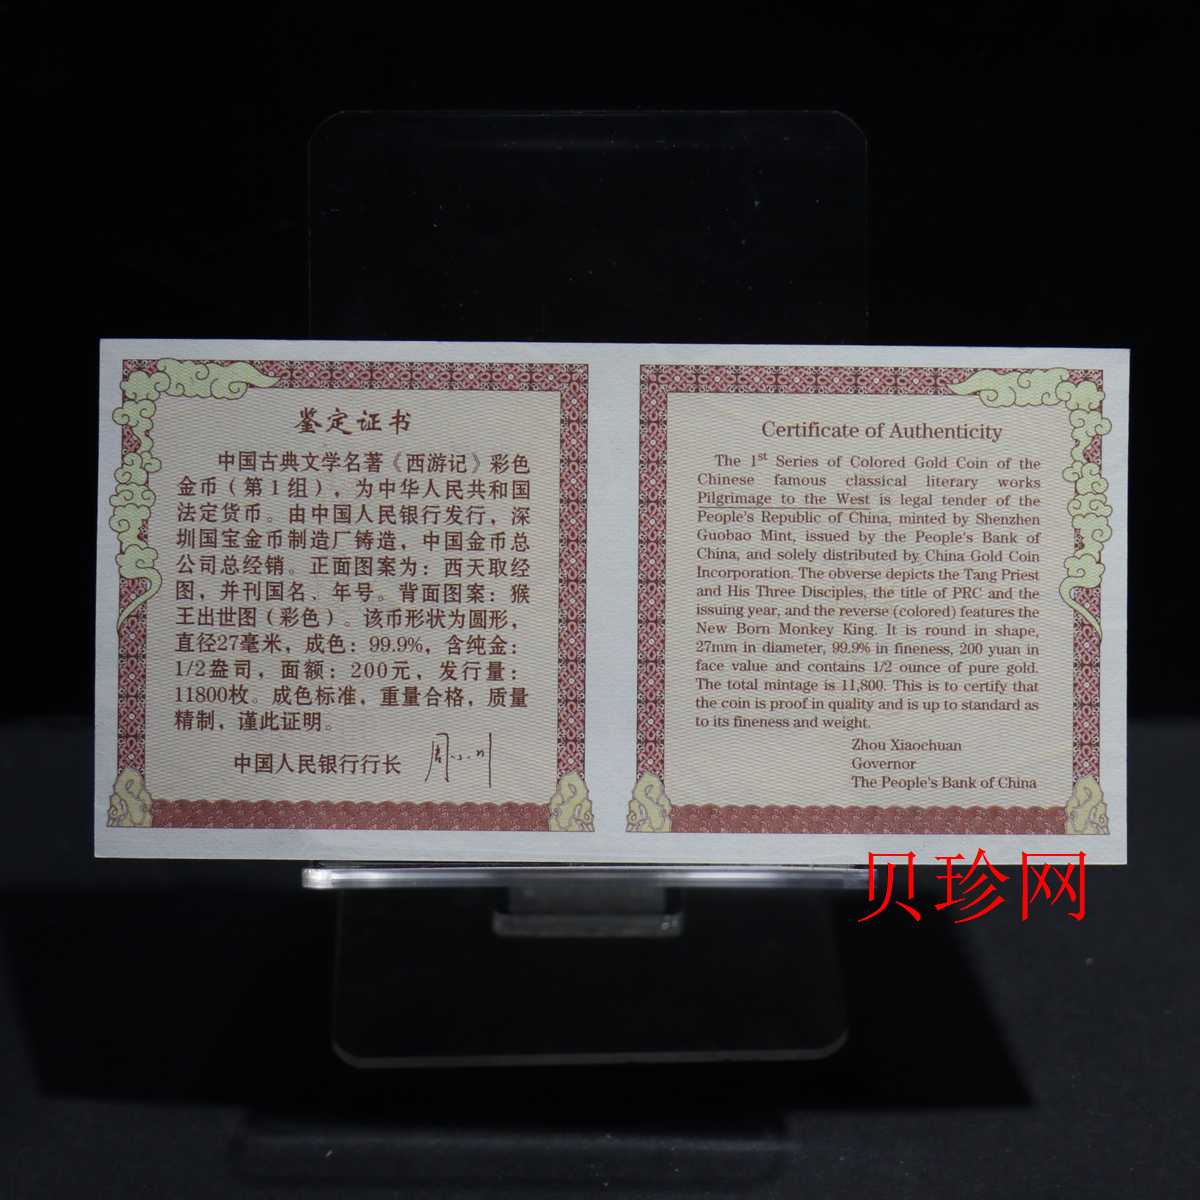 鉴定证书
中国古典文学名著《西游记》彩色
金币（第1组），为中华人民共和国
法定货币。由中国人民银行发行，深
圳国宝金币制造厂铸造，中国金币总
公司总经销。正面图案为：西天取经
图，并刊国名、年号。背面图案：猴
王出世图（彩色）。该币形状为圆形，
直径27毫米，成色：99.9%，含纯金：
1/2盎司，面额：200元，发行量：
11800枚。成色标准，重量合格，质量
精制，谨此证明。
中国人民银行行长 周小川
Certificate of Authenticity
The 1st Series of Colored Gold Coin of the
Chinese famous classical literary works
Pilgrimage to the West is legal tender of the
People's Republic of China, minted by Shenzhen
Guobao Mint, issued by the People's Bank of
China, and solely distributed by China Gold Coin
Incorporation. The obverse depicts the Tang Priest
and His Three Disciples, the title of PRC and the
issuing year, and the reverse (colored) features the
New Born Monkey King. It is round in shape,
27mm in diameter, 99.9% in fineness, 200 yuan in
face value and contains 1/2 ounce of pure gold.
The total mintage is 11,800. This is to certify that
the coin is proof in quality and is up to standard as
to its fineness and weight.
Zhou Xiaochuan
Governor
The People's Bank of China
贝珍网